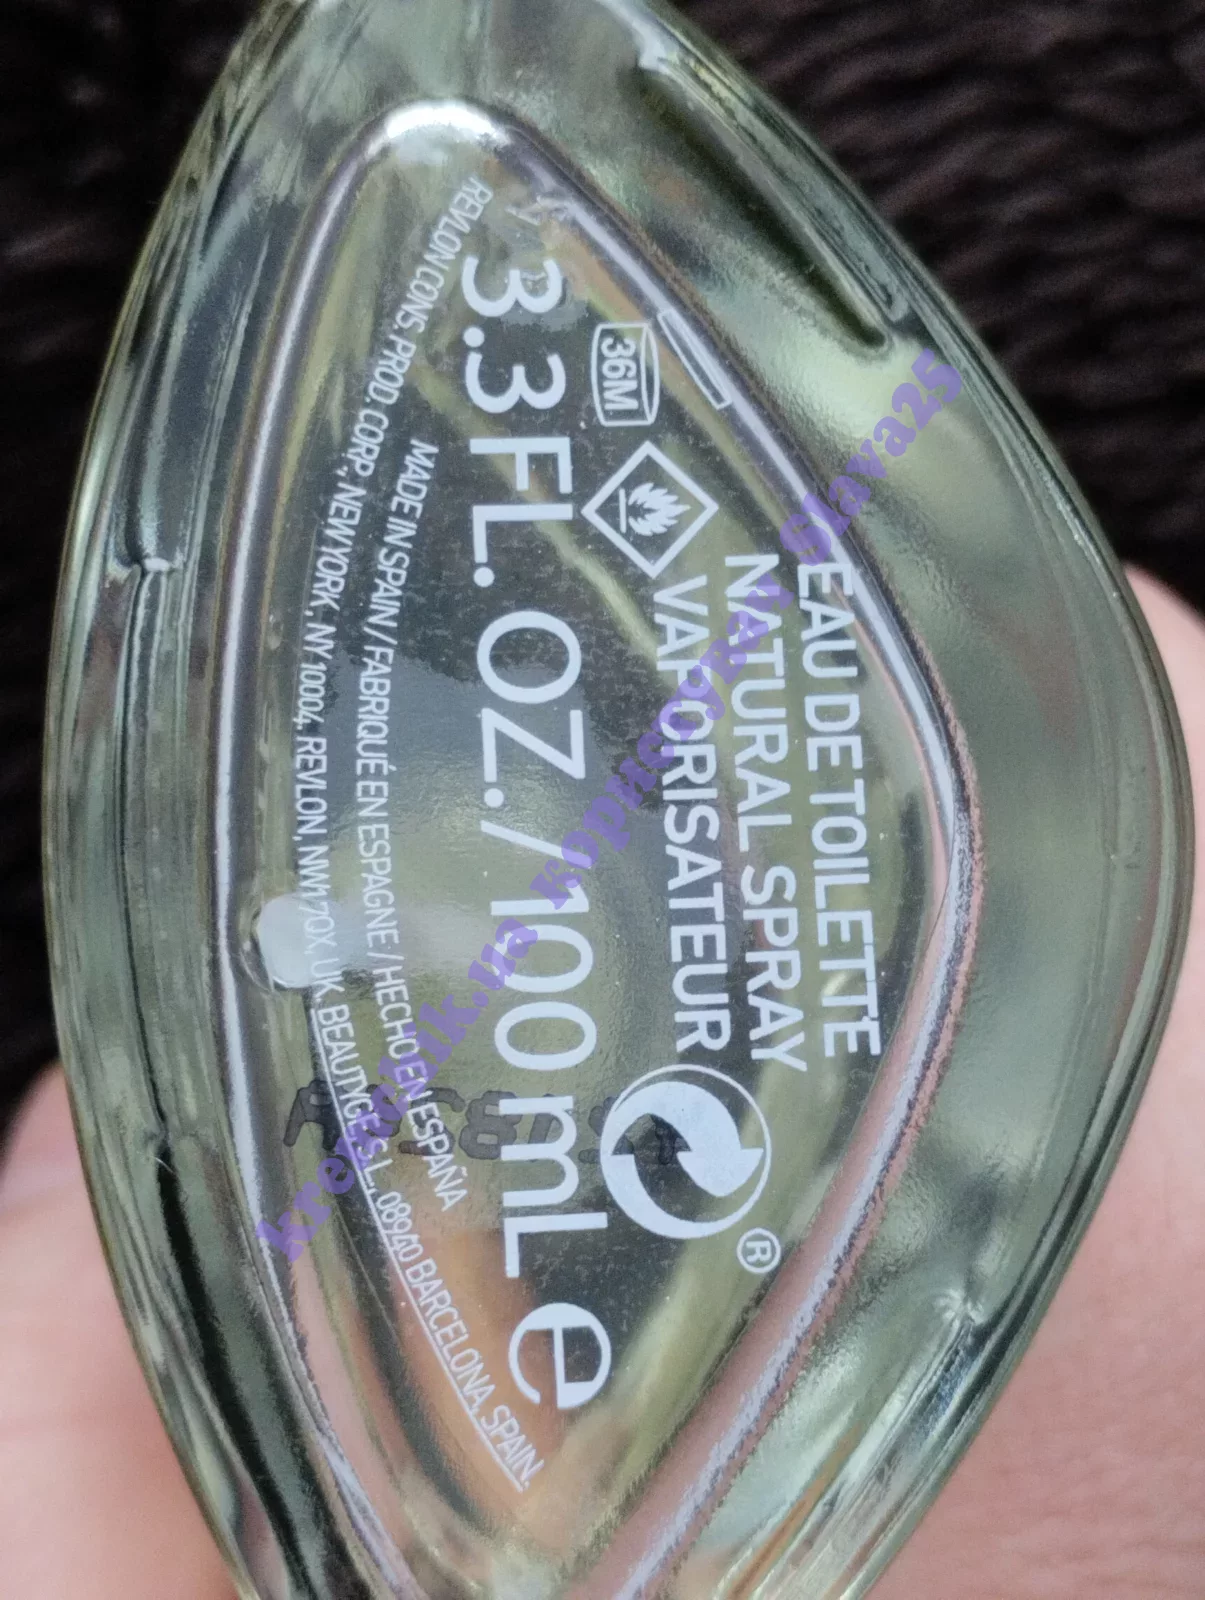 EAU DE TOILETTE
NATURAL SPRAY
VAPORISATEUR
36M
3.3 FL. OZ. / 100 mL e
®
MADE IN SPAIN / FABRIQUÉ EN ESPAGNE / HECHO EN ESPAÑA
REVLON CONS. PROD. CORP., NEW YORK, NY 10004, REVLON, NW1 7QX, UK. BEAUTYGE S.L., 08940 BARCELONA, SPAIN.
kremchik.ua користувач Slava25